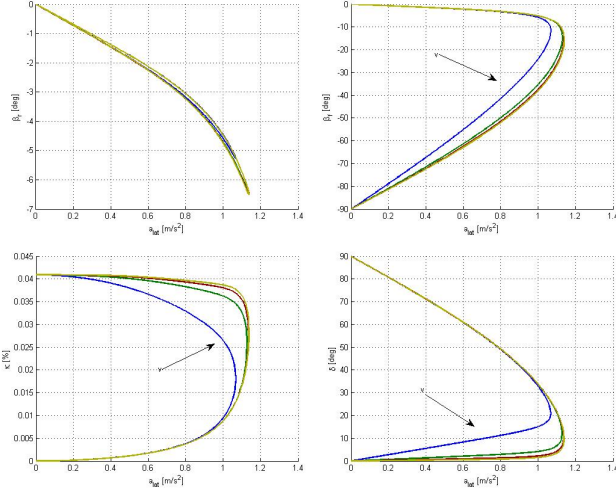 0
-1
-2
-3
-4
-5
-6
-7
β_f [deg]
0 0.2 0.4 0.6 0.8 1 1.2 1.4
a_lat [m/s²]
0
-10
-20
-30
-40
-50
-60
-70
-80
-90
β_r [deg]
v
0 0.2 0.4 0.6 0.8 1 1.2 1.4
a_lat [m/s²]
0.045
0.04
0.035
0.03
0.025
0.02
0.015
0.01
0.005
0
κ [%]
v
0 0.2 0.4 0.6 0.8 1 1.2 1.4
a_lat [m/s²]
90
80
70
60
50
40
30
20
10
0
δ [deg]
v
0 0.2 0.4 0.6 0.8 1 1.2 1.4
a_lat [m/s²]